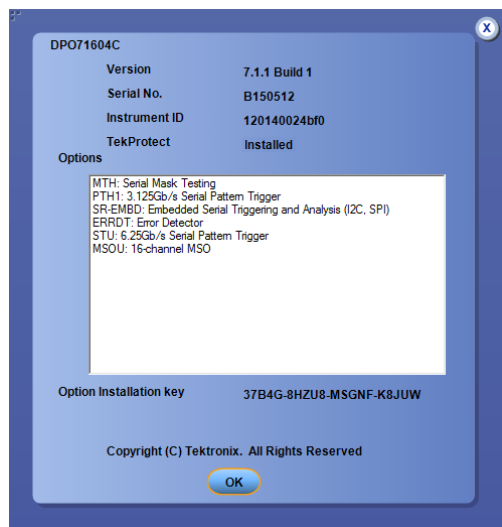 X
DPO71604C
Version 7.1.1 Build 1
Serial No. B150512
Instrument ID 120140024bf0
TekProtect Installed
Options
MTH: Serial Mask Testing
PTH1: 3.125Gb/s Serial Pattern Trigger
SR-EMBD: Embedded Serial Triggering and Analysis (I2C, SPI)
ERRDT: Error Detector
STU: 6.25Gb/s Serial Pattern Trigger
MSOU: 16-channel MSO
Option Installation key 37B4G-8HZU8-MSGNF-K8JUW
Copyright (C) Tektronix. All Rights Reserved
OK